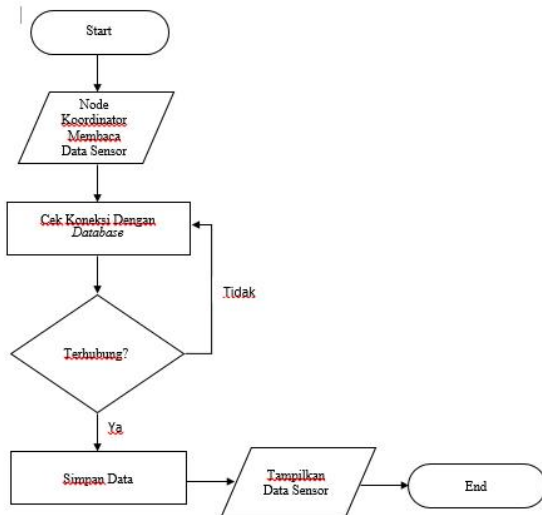 Start
Node
Koordinator
Membaca
Data Sensor
Cek Koneksi Dengan
Database
Tidak
Terhubung?
Ya
Simpan Data
Tampilkan
Data Sensor
End